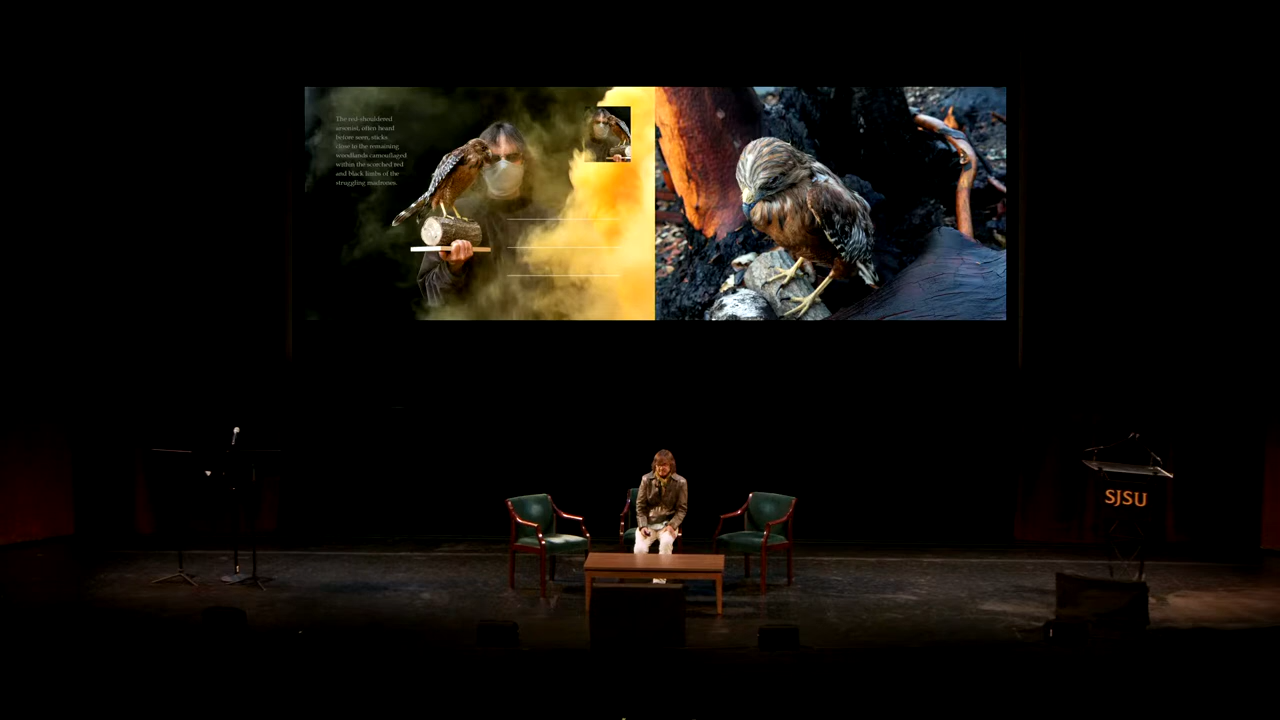 The red-shouldered
arsonist, often heard
before seen, sticks
close to the remaining
woodlands camouflaged
within the scorched red
and black limbs of the
struggling madrones.
SJSU